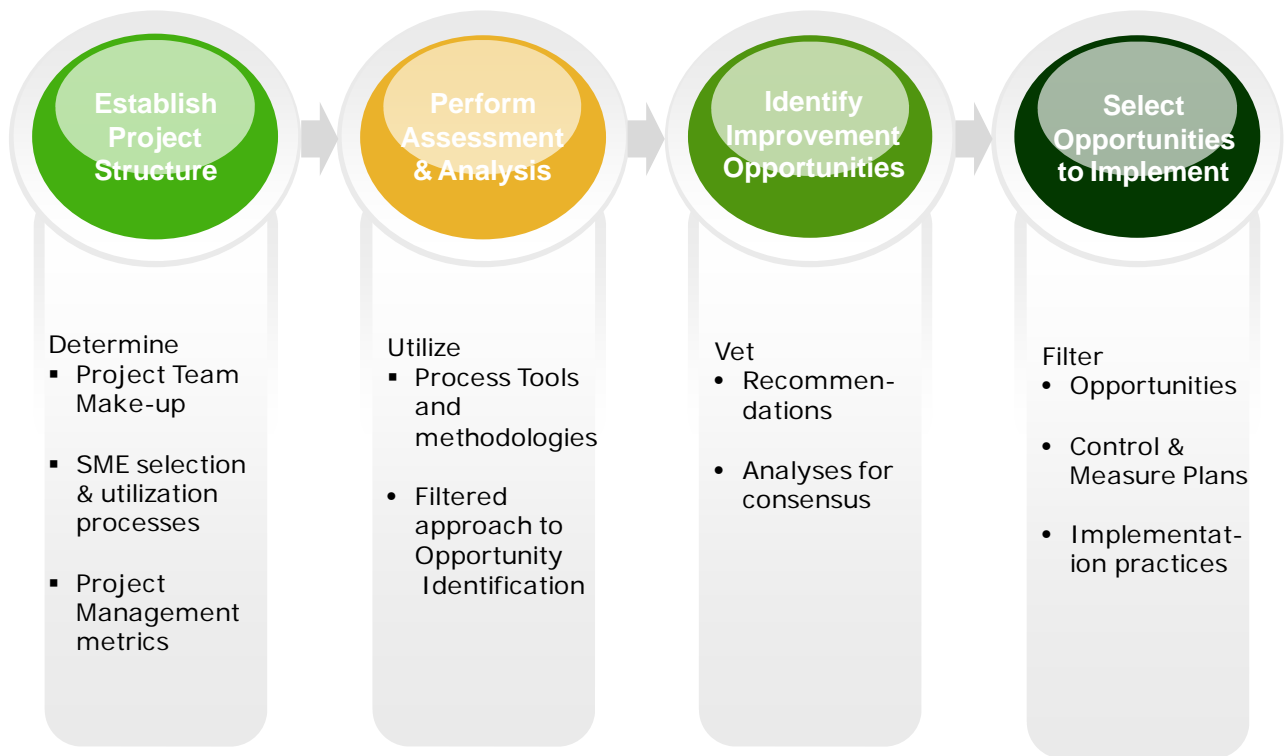 Establish
Project
Structure
Perform
Assessment
& Analysis
Identify
Improvement
Opportunities
Select
Opportunities
to Implement
Determine
▪ Project Team
Make-up
▪ SME selection
& utilization
processes
▪ Project
Management
metrics
Utilize
▪ Process Tools
and
methodologies
• Filtered
approach to
Opportunity
Identification
Vet
• Recommen-
dations
• Analyses for
consensus
Filter
• Opportunities
• Control &
Measure Plans
• Implementat-
ion practices